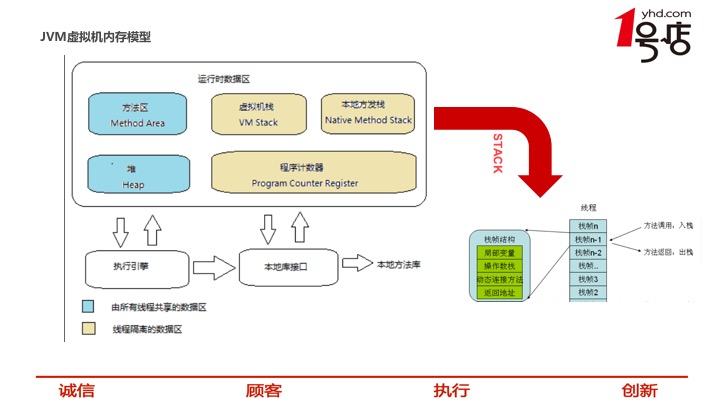 JVM虚拟机内存模型
yhd.com
1号店
运行时数据区
方法区
Method Area
虚拟机栈
VM Stack
本地方发栈
Native Method Stack
堆
Heap
程序计数器
Program Counter Register
执行引擎
本地库接口
本地方法库
由所有线程共享的数据区
线程隔离的数据区
STACK
线程
栈帧n
栈帧n-1
栈帧n-2
栈帧..
栈帧3
栈帧2
方法调用，入栈
方法返回，出栈
栈帧结构
局部变量
操作数栈
动态连接方法
返回地址
诚信
顾客
执行
创新